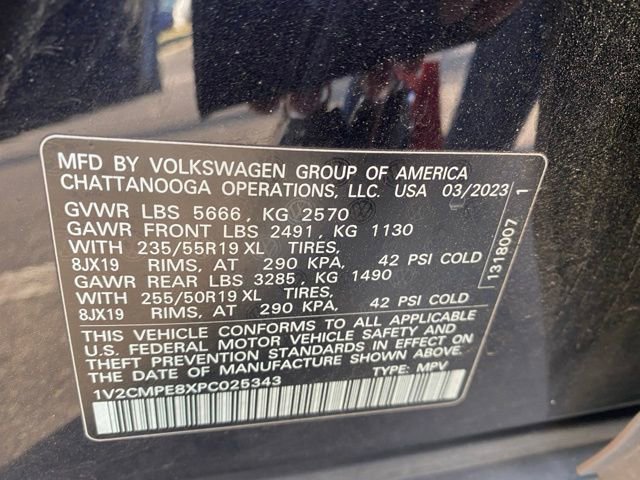 MFD BY VOLKSWAGEN GROUP OF AMERICA
CHATTANOOGA OPERATIONS, LLC. USA 03/2023
GVWR LBS 5666, KG 2570
GAWR FRONT LBS 2491, KG 1130
WITH 235/55R19 XL TIRES,
8JX19 RIMS, AT 290 KPA, 42 PSI COLD
GAWR REAR LBS 3285, KG 1490
WITH 255/50R19 XL TIRES,
8JX19 RIMS, AT 290 KPA, 42 PSI COLD
THIS VEHICLE CONFORMS TO ALL APPLICABLE
U.S. FEDERAL MOTOR VEHICLE SAFETY AND
THEFT PREVENTION STANDARDS IN EFFECT ON
THE DATE OF MANUFACTURE SHOWN ABOVE.
1V2CMPE8XPC025343 TYPE: MPV
1318007 1